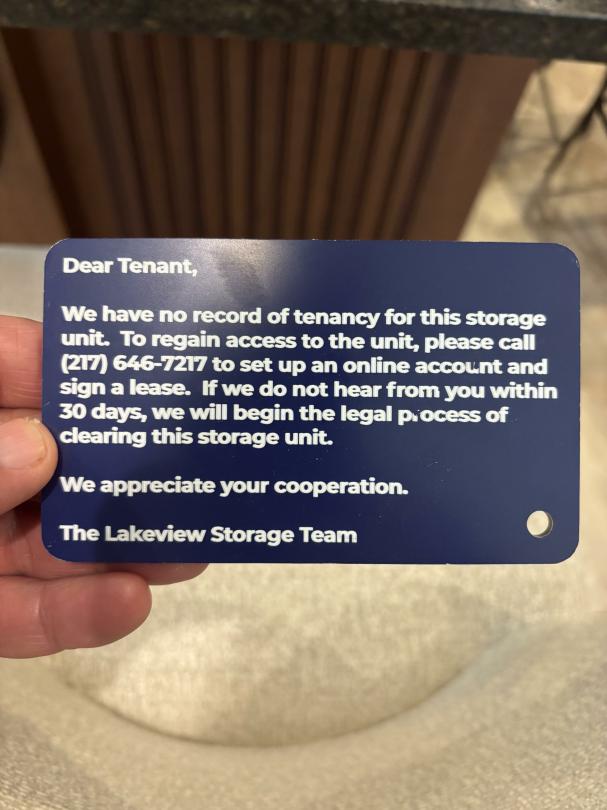 Dear Tenant,
We have no record of tenancy for this storage
unit.  To regain access to the unit, please call
(217) 646-7217 to set up an online account and
sign a lease.  If we do not hear from you within
30 days, we will begin the legal process of
clearing this storage unit.
We appreciate your cooperation.
The Lakeview Storage Team